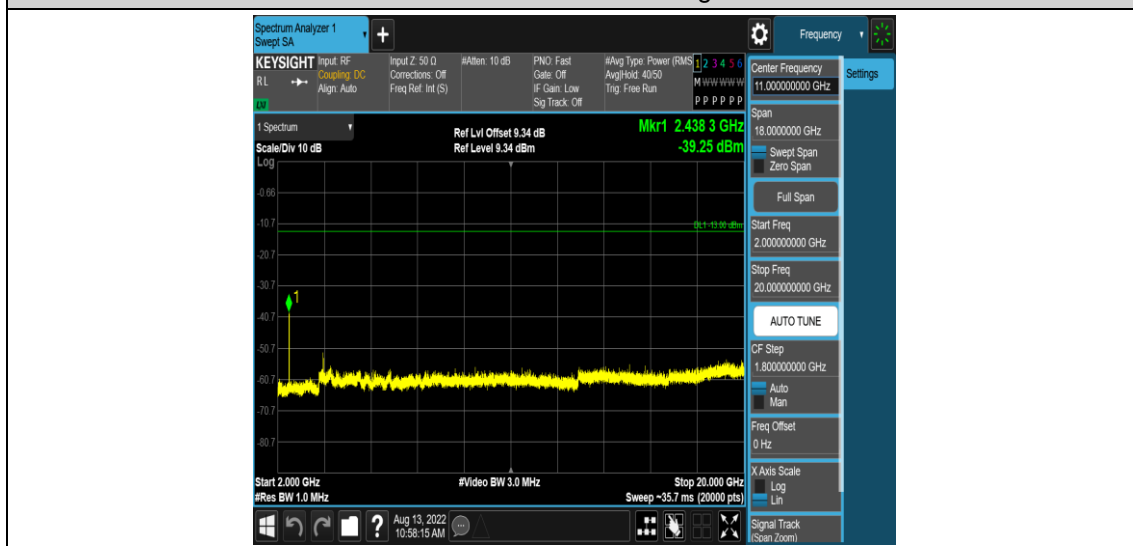 Spectrum Analyzer 1
Swept SA
+
Frequency
KEYSIGHT
RL
LW
Input: RF
Coupling: DC
Align: Auto
Input Z: 50 Ω
Corrections: Off
Freq Ref: Int (S)
#Atten: 10 dB
PNO: Fast
Gate: Off
IF Gain: Low
Sig Track: Off
#Avg Type: Power (RMS
Avg|Hold: 40/50
Trig: Free Run
1 2 3 4 5 6
M W W W W W
P P P P P P
1 Spectrum
Scale/Div 10 dB
Log
Ref Lvl Offset 9.34 dB
Ref Level 9.34 dBm
Mkr1 2.438 3 GHz
-39.25 dBm
-0.66
-10.7
DL1 -13.00 dBm
-20.7
-30.7
1
-40.7
-50.7
-60.7
-70.7
-80.7
Start 2.000 GHz
#Res BW 1.0 MHz
#Video BW 3.0 MHz
Stop 20.000 GHz
Sweep ~35.7 ms (20000 pts)
?
Aug 13, 2022
10:58:15 AM
Center Frequency
11.000000000 GHz
Settings
Span
18.0000000 GHz
Swept Span
Zero Span
Full Span
Start Freq
2.000000000 GHz
Stop Freq
20.000000000 GHz
AUTO TUNE
CF Step
1.800000000 GHz
Auto
Man
Freq Offset
0 Hz
X Axis Scale
Log
Lin
Signal Track
(Span Zoom)